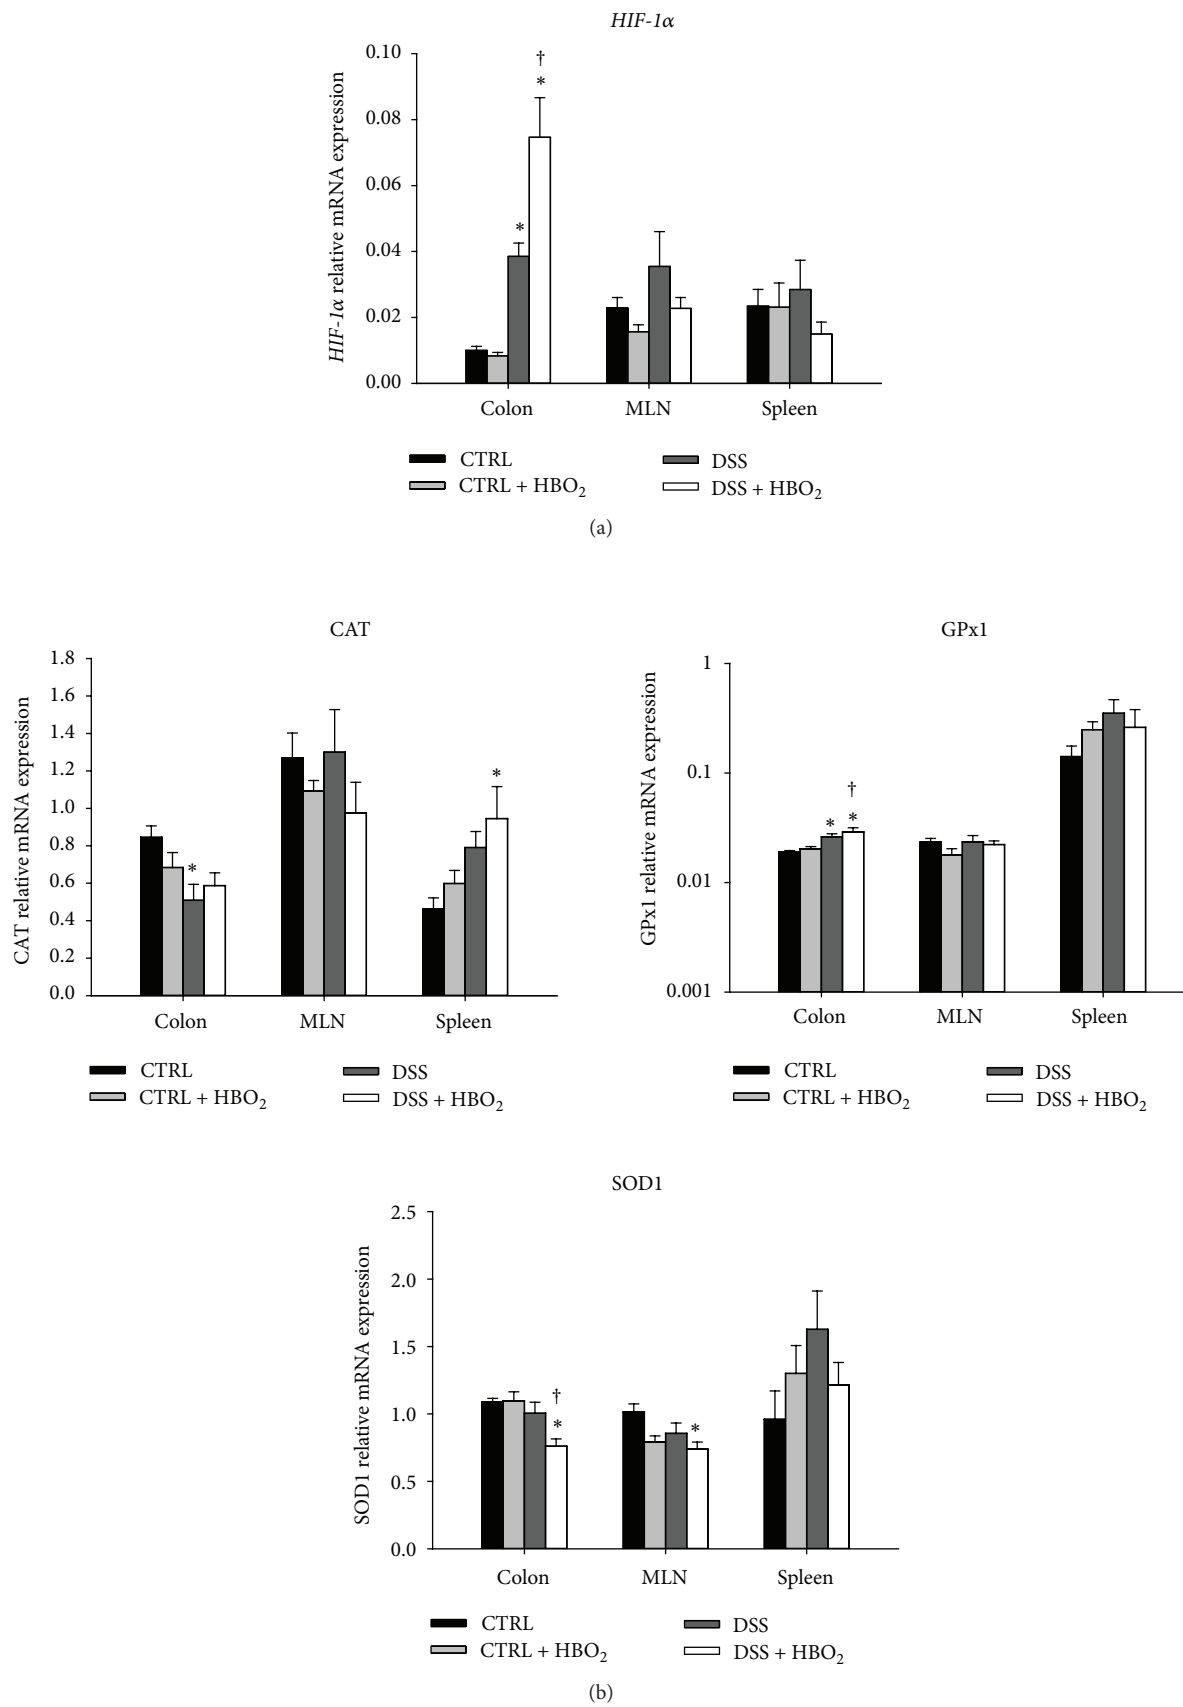 HIF-1α
HIF-1α relative mRNA expression
0.10
0.08
0.06
0.04
0.02
0.00
†
*
*
Colon MLN Spleen
CTRL DSS
CTRL + HBO₂ DSS + HBO₂
(a)
CAT
CAT relative mRNA expression
1.8
1.6
1.4
1.2
1.0
0.8
0.6
0.4
0.2
0.0
*
*
Colon MLN Spleen
CTRL DSS
CTRL + HBO₂ DSS + HBO₂
GPx1
GPx1 relative mRNA expression
1
0.1
0.01
0.001
†
* *
Colon MLN Spleen
CTRL DSS
CTRL + HBO₂ DSS + HBO₂
SOD1
SOD1 relative mRNA expression
2.5
2.0
1.5
1.0
0.5
0.0
†
* *
Colon MLN Spleen
CTRL DSS
CTRL + HBO₂ DSS + HBO₂
(b)